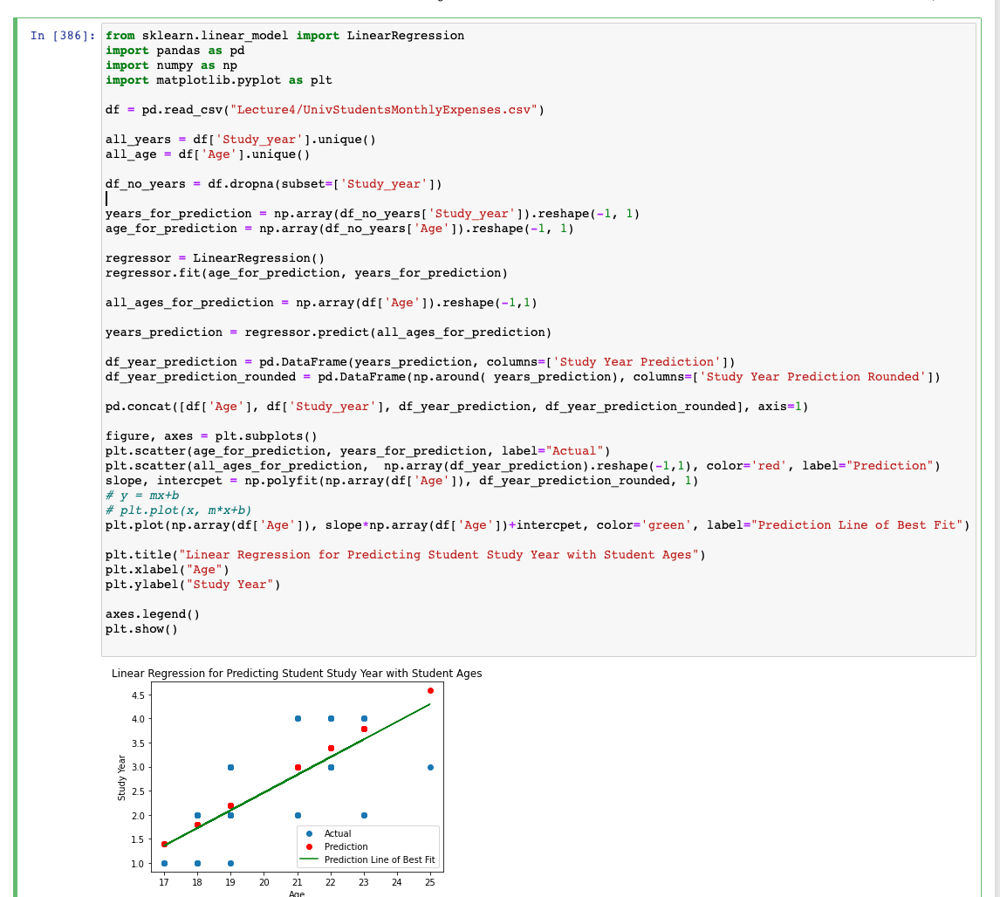 In [386]: from sklearn.linear_model import LinearRegression
import pandas as pd
import numpy as np
import matplotlib.pyplot as plt
df = pd.read_csv("Lecture4/UnivStudentsMonthlyExpenses.csv")
all_years = df['Study_year'].unique()
all_age = df['Age'].unique()
df_no_years = df.dropna(subset=['Study_year'])
years_for_prediction = np.array(df_no_years['Study_year']).reshape(-1, 1)
age_for_prediction = np.array(df_no_years['Age']).reshape(-1, 1)
regressor = LinearRegression()
regressor.fit(age_for_prediction, years_for_prediction)
all_ages_for_prediction = np.array(df['Age']).reshape(-1,1)
years_prediction = regressor.predict(all_ages_for_prediction)
df_year_prediction = pd.DataFrame(years_prediction, columns=['Study Year Prediction'])
df_year_prediction_rounded = pd.DataFrame(np.around( years_prediction), columns=['Study Year Prediction Rounded'])
pd.concat([df['Age'], df['Study_year'], df_year_prediction, df_year_prediction_rounded], axis=1)
figure, axes = plt.subplots()
plt.scatter(age_for_prediction, years_for_prediction, label="Actual")
plt.scatter(all_ages_for_prediction,  np.array(df_year_prediction).reshape(-1,1), color='red', label="Prediction")
slope, intercpet = np.polyfit(np.array(df['Age']), df_year_prediction_rounded, 1)
# y = mx+b
# plt.plot(x, m*x+b)
plt.plot(np.array(df['Age']), slope*np.array(df['Age'])+intercpet, color='green', label="Prediction Line of Best Fit")
plt.title("Linear Regression for Predicting Student Study Year with Student Ages")
plt.xlabel("Age")
plt.ylabel("Study Year")
axes.legend()
plt.show()
Linear Regression for Predicting Student Study Year with Student Ages
4.5
4.0
3.5
3.0
2.5
2.0
1.5
1.0
Study Year
Actual
Prediction
Prediction Line of Best Fit
17 18 19 20 21 22 23 24 25
Age